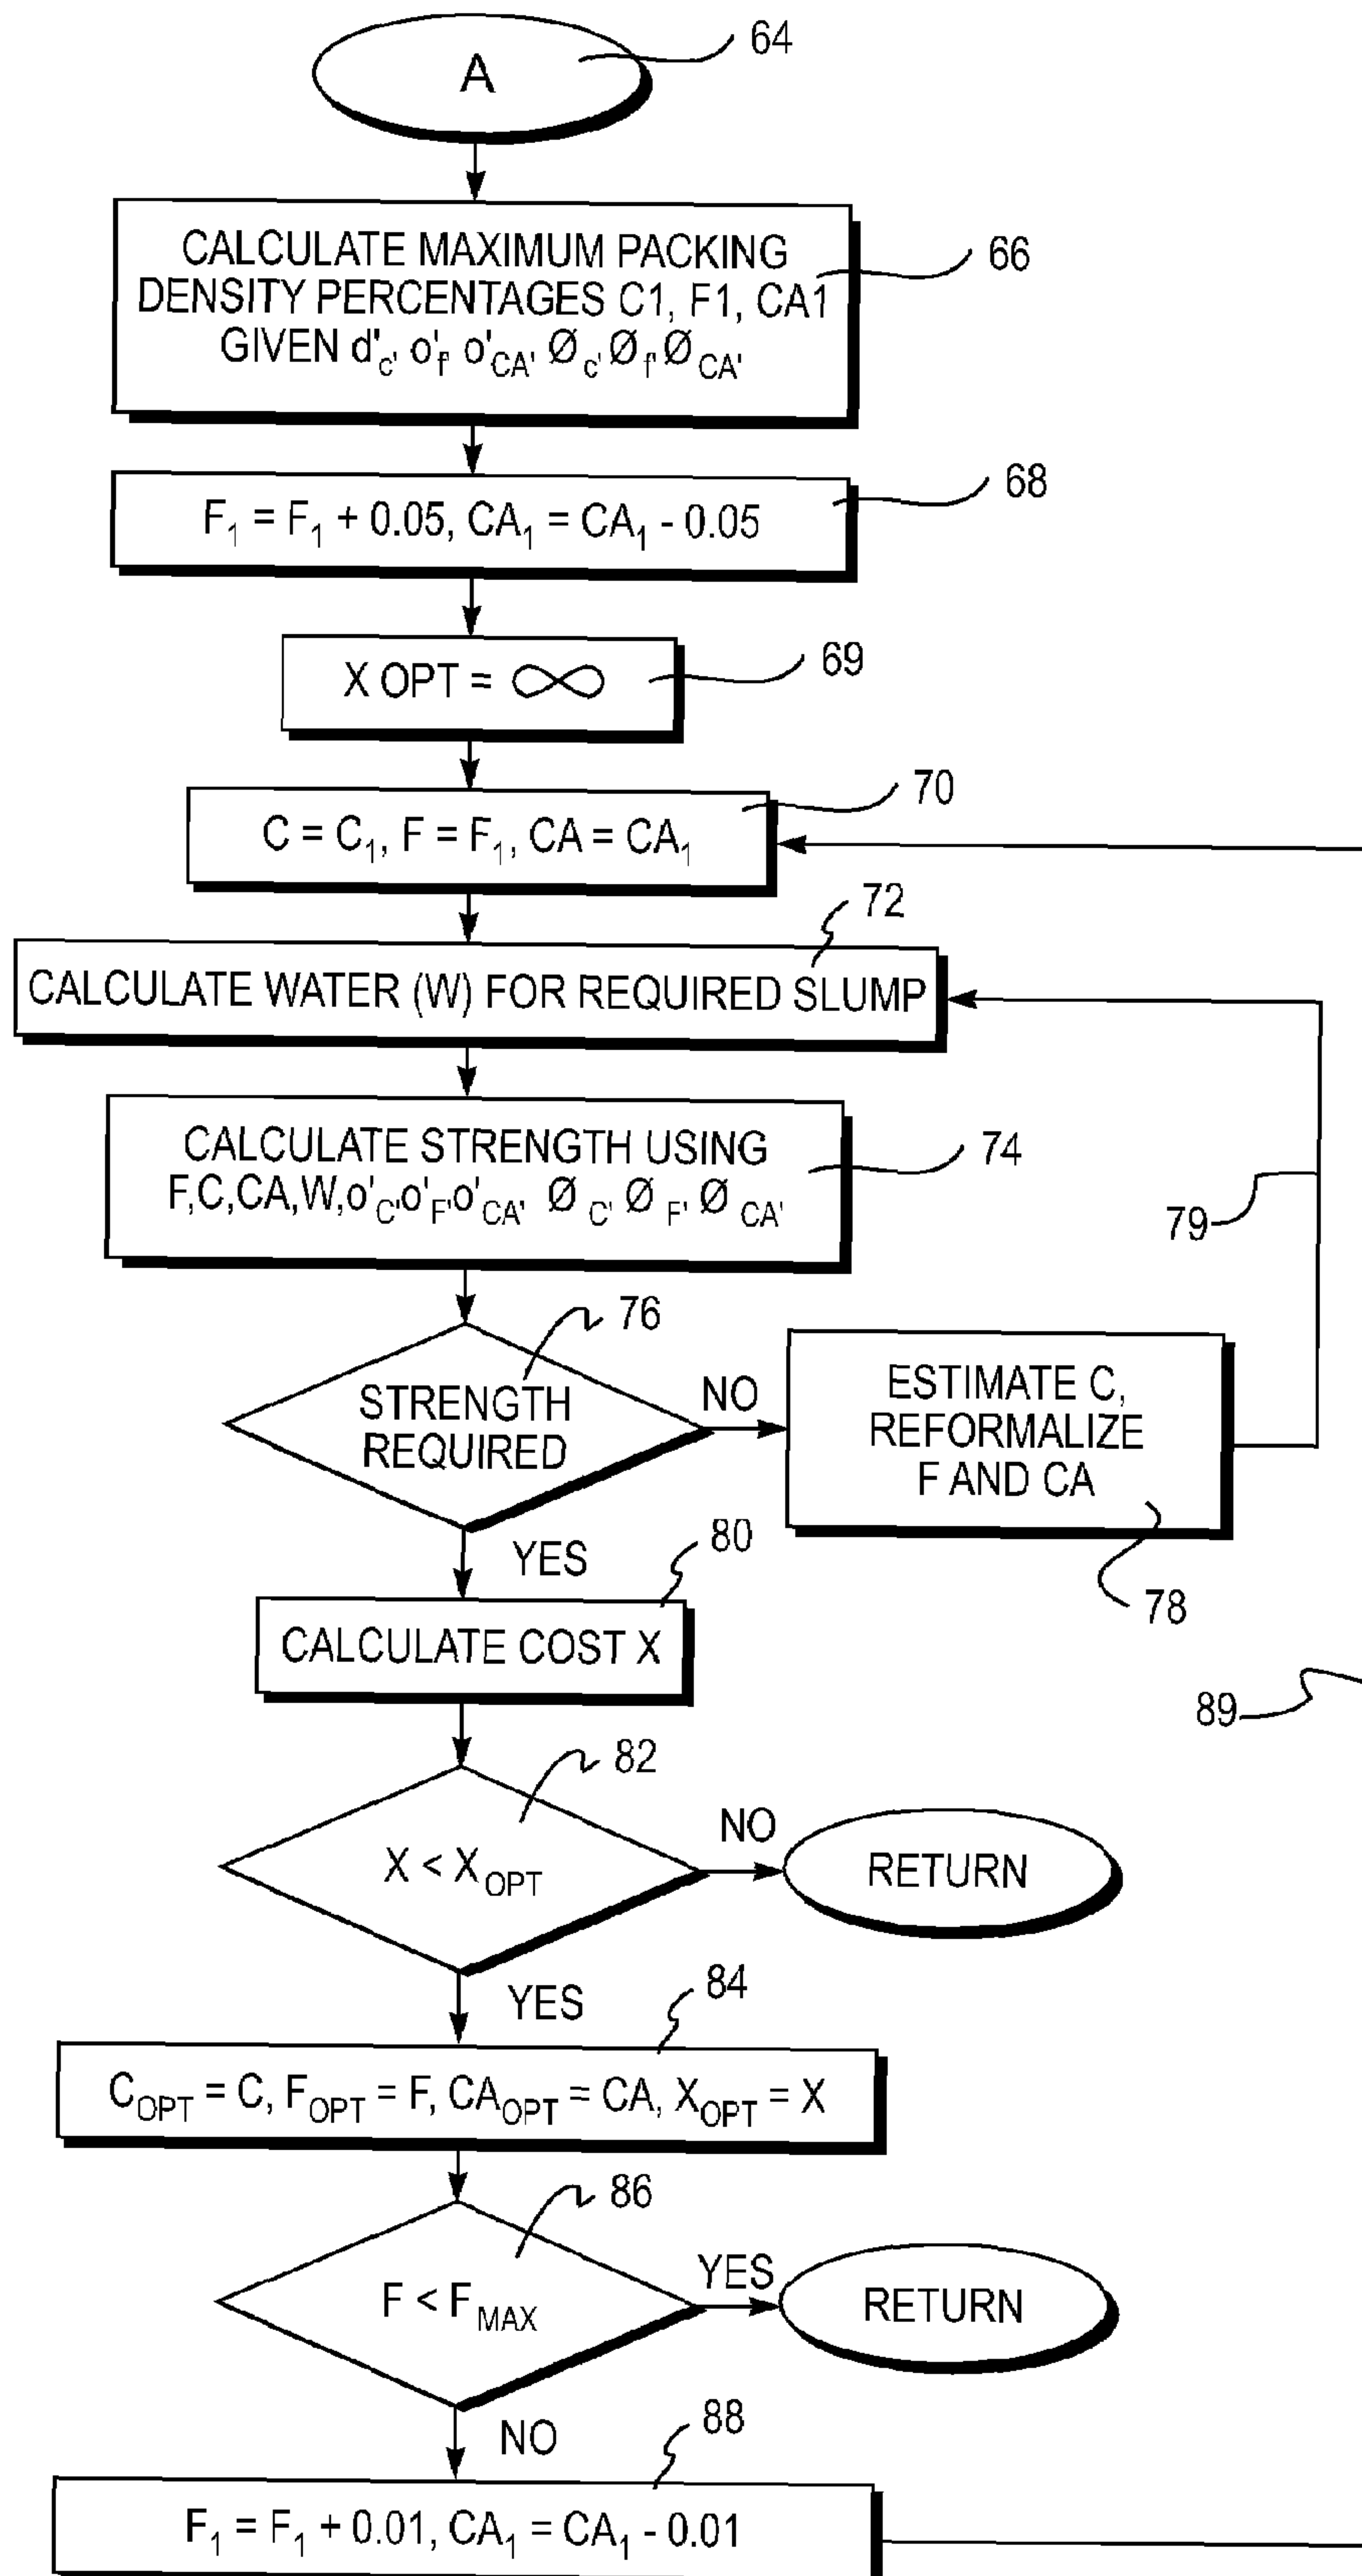 A
64
CALCULATE MAXIMUM PACKING
DENSITY PERCENTAGES C1, F1, CA1
GIVEN d'c' o'f' o'CA' Øc' Øf' ØCA'
66
F1 = F1 + 0.05, CA1 = CA1 - 0.05
68
X OPT = ∞
69
C = C1, F = F1, CA = CA1
70
CALCULATE WATER (W) FOR REQUIRED SLUMP
72
CALCULATE STRENGTH USING
F,C,CA,W,o'C'o'F'o'CA' ØC' ØF' ØCA'
74
79
STRENGTH
REQUIRED
76
NO
ESTIMATE C,
REFORMALIZE
F AND CA
78
YES
CALCULATE COST X
80
89
X < XOPT
82
NO
RETURN
YES
COPT = C, FOPT = F, CAOPT = CA, XOPT = X
84
F < FMAX
86
YES
RETURN
NO
F1 = F1 + 0.01, CA1 = CA1 - 0.01
88